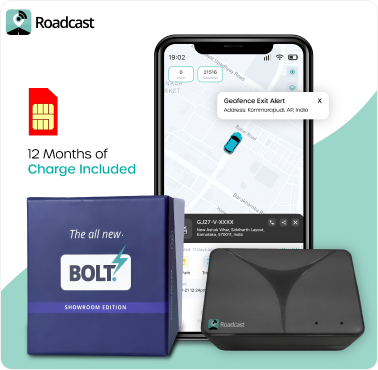 Roadcast
19:02
0
21516
Geofence Exit Alert X
Address: Kommarapudi, AP, India
12 Months of
Charge Included
GJ27-V-XXXX
New Ashok Vihar, Siddharth Layout,
Karnataka, 570011, India
The all new
BOLT
SHOWROOM EDITION
Roadcast